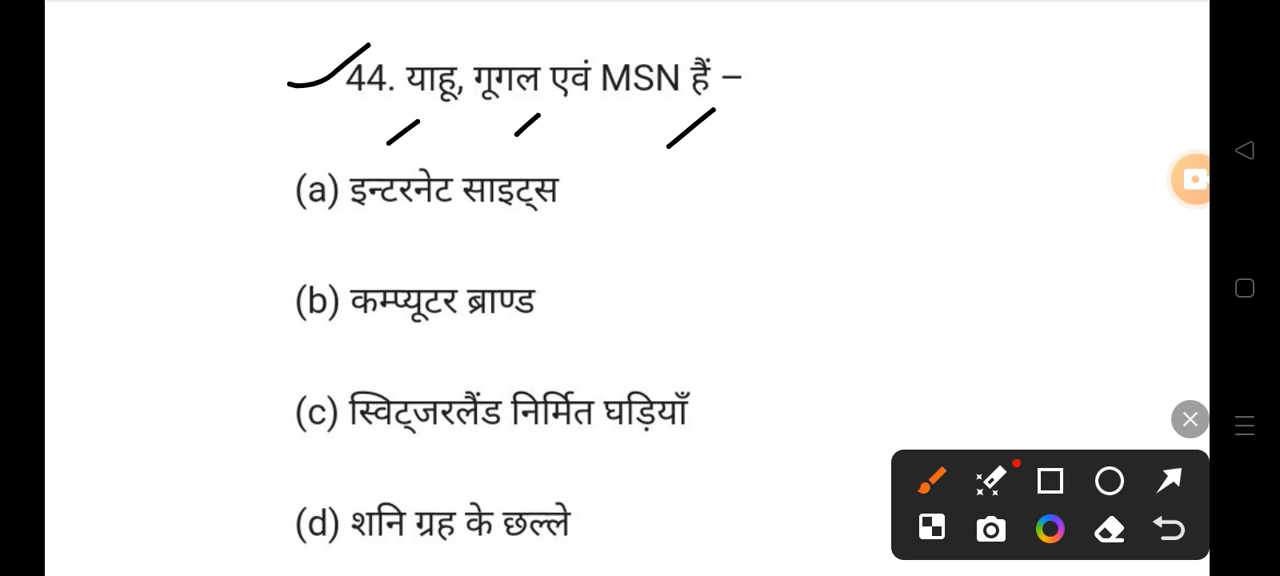 44. याहू, गूगल एवं MSN हैं –
(a) इन्टरनेट साइट्स
(b) कम्प्यूटर ब्राण्ड
(c) स्विट्जरलैंड निर्मित घड़ियाँ
(d) शनि ग्रह के छल्ले